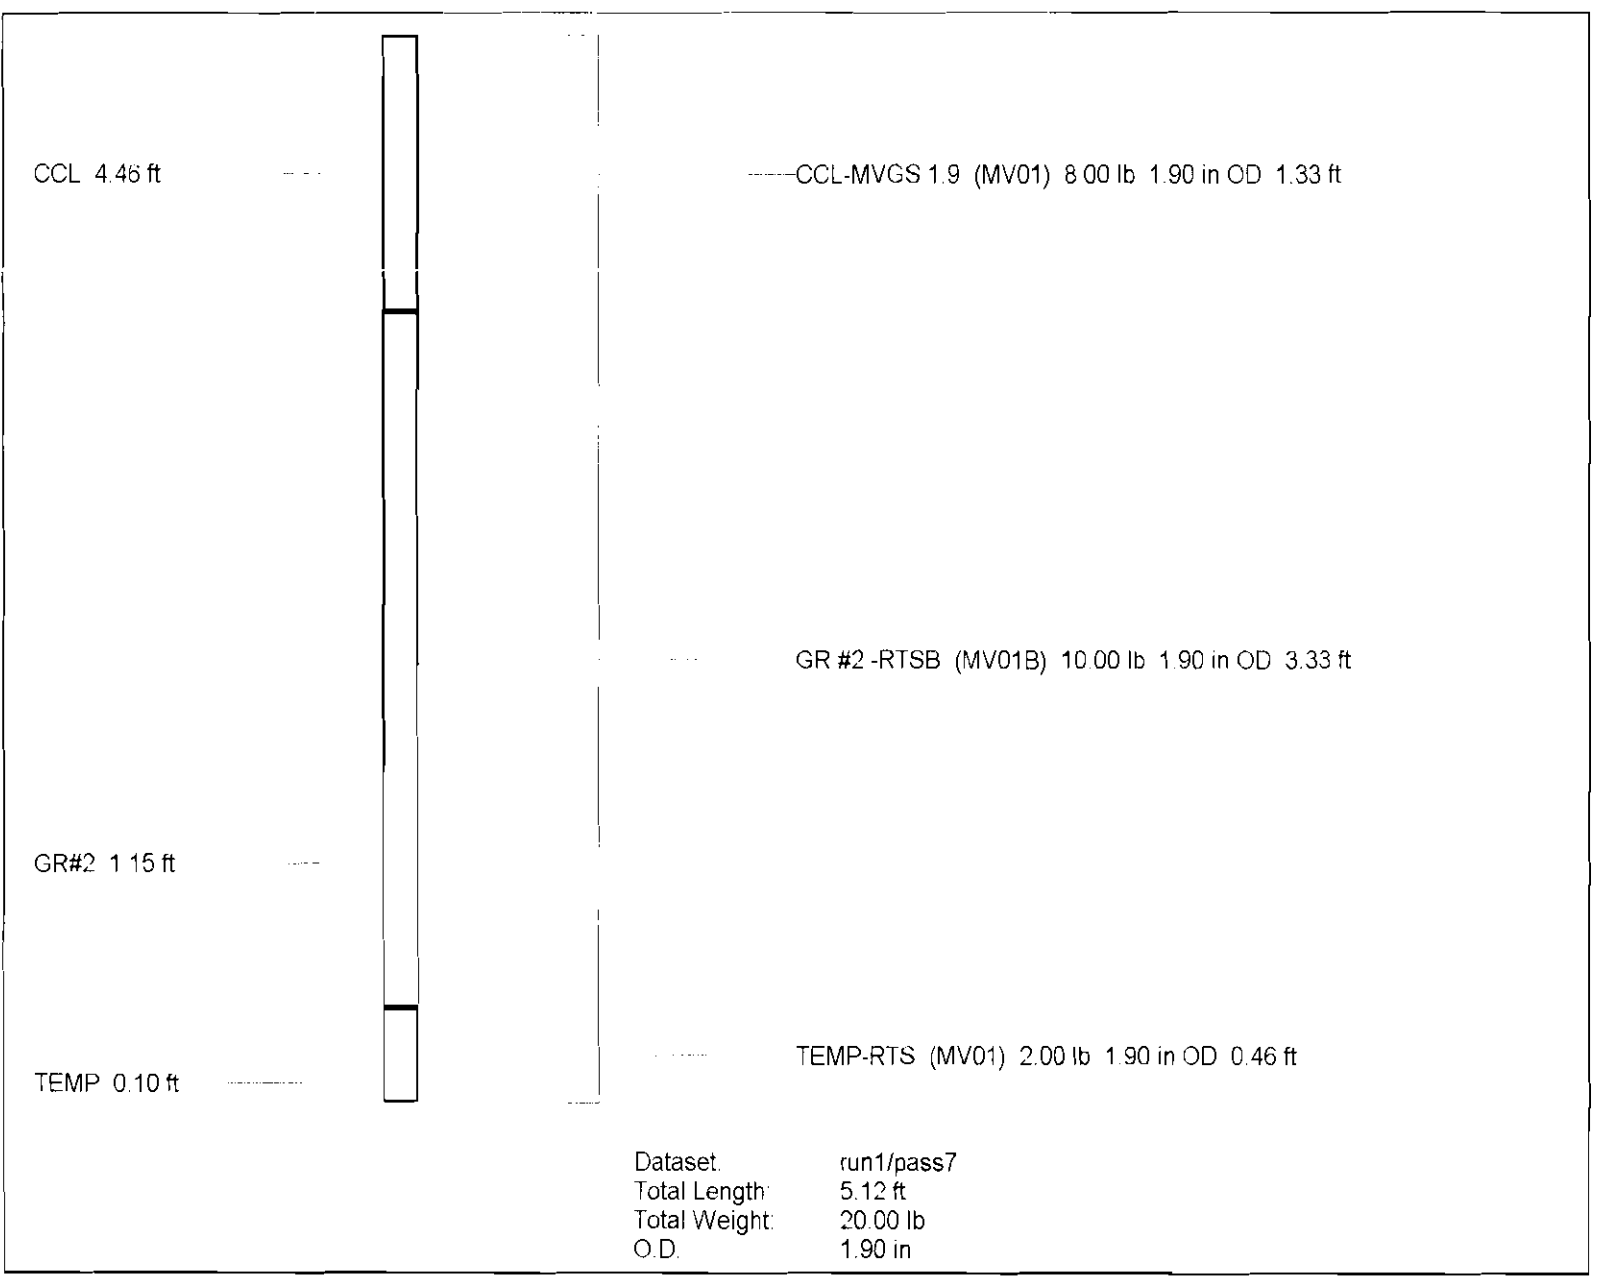 CCL 4.46 ft
CCL-MVGS 1.9 (MV01) 8 00 lb 1.90 in OD 1.33 ft
GR #2 -RTSB (MV01B) 10.00 lb 1.90 in OD 3.33 ft
GR#2 1 15 ft
TEMP-RTS (MV01) 2.00 lb 1.90 in OD 0.46 ft
TEMP 0.10 ft
Dataset. run1/pass7
Total Length: 5.12 ft
Total Weight: 20.00 lb
O.D. 1.90 in